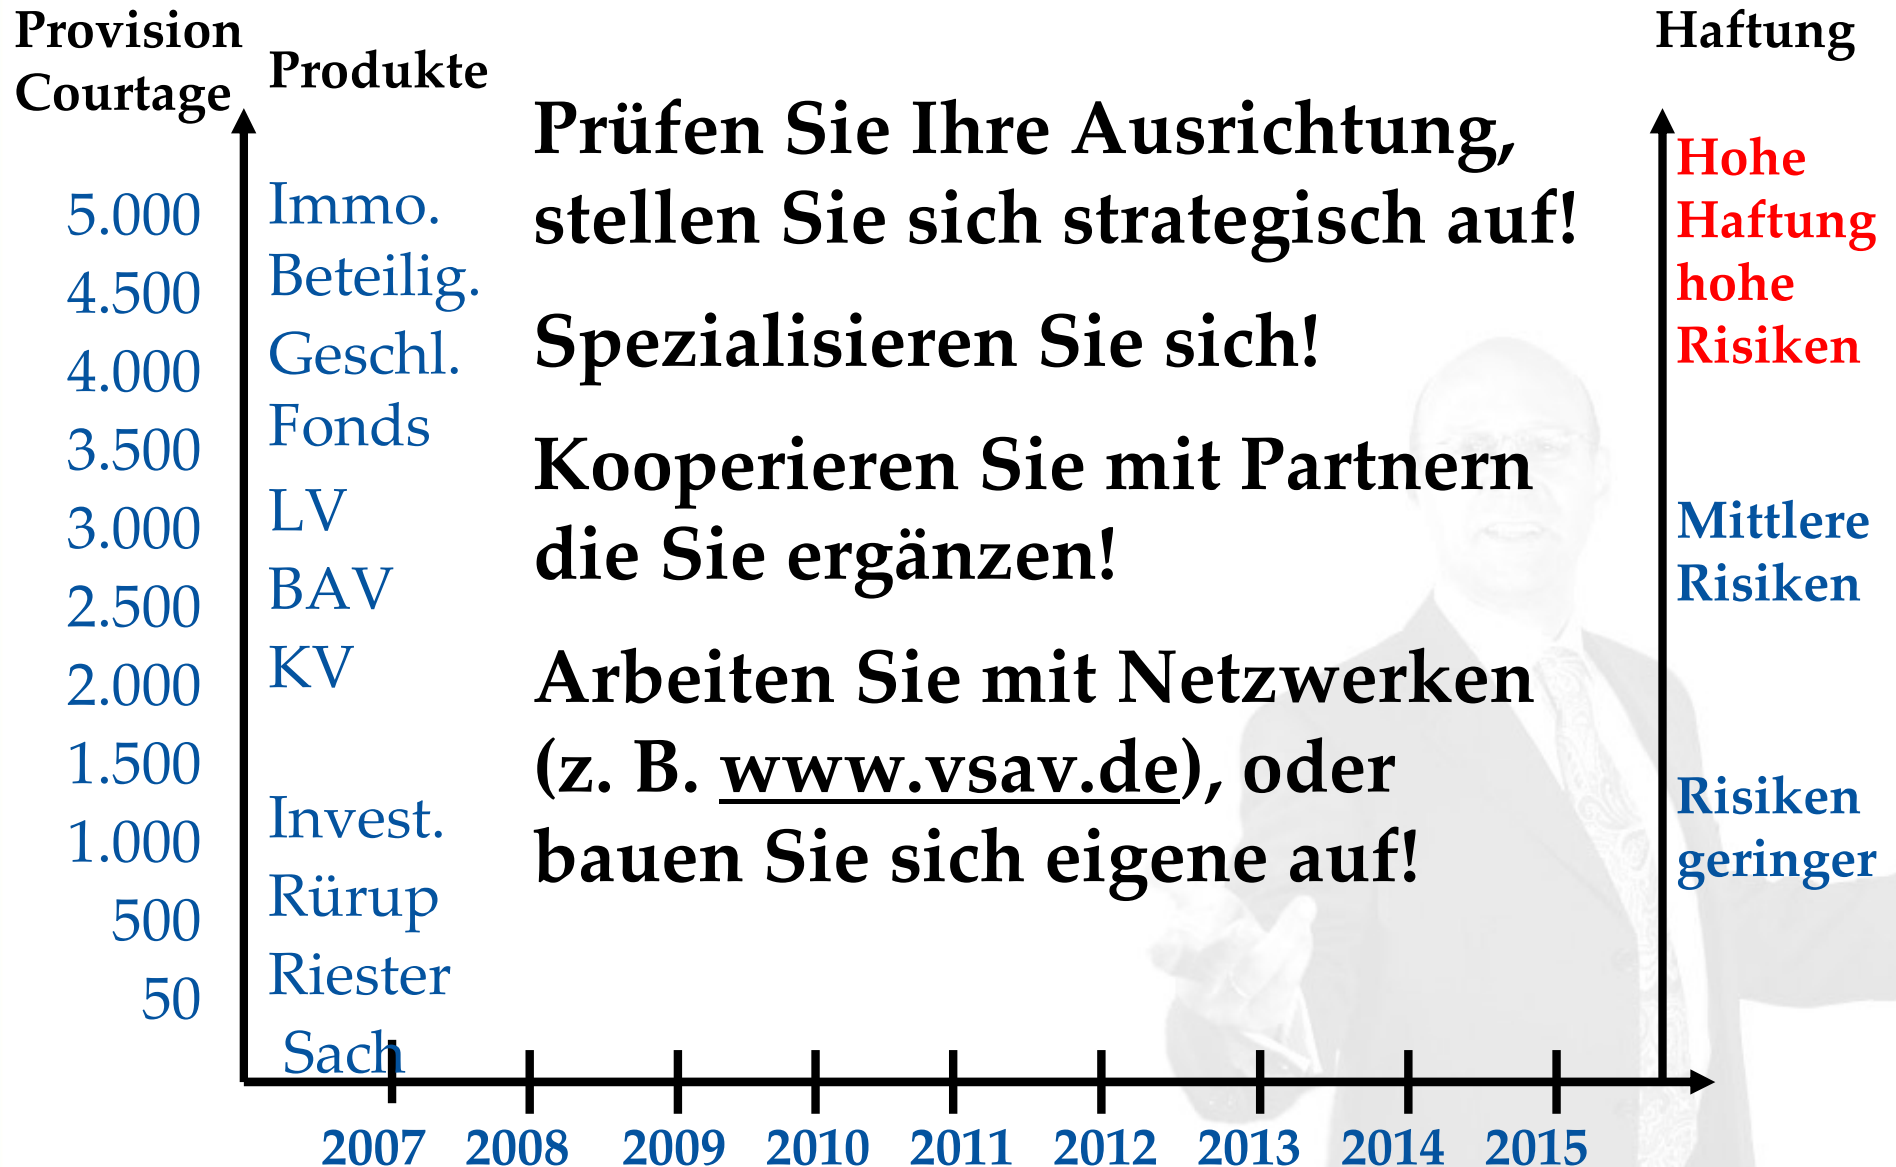 Provision
Courtage
Produkte
Haftung
5.000
4.500
4.000
3.500
3.000
2.500
2.000
1.500
1.000
500
50
Immo.
Beteilig.
Geschl.
Fonds
LV
BAV
KV
Invest.
Rürup
Riester
Sach
Prüfen Sie Ihre Ausrichtung,
stellen Sie sich strategisch auf!
Spezialisieren Sie sich!
Kooperieren Sie mit Partnern
die Sie ergänzen!
Arbeiten Sie mit Netzwerken
(z. B. www.vsav.de), oder
bauen Sie sich eigene auf!
Hohe
Haftung
hohe
Risiken
Mittlere
Risiken
Risiken
geringer
2007 2008 2009 2010 2011 2012 2013 2014 2015